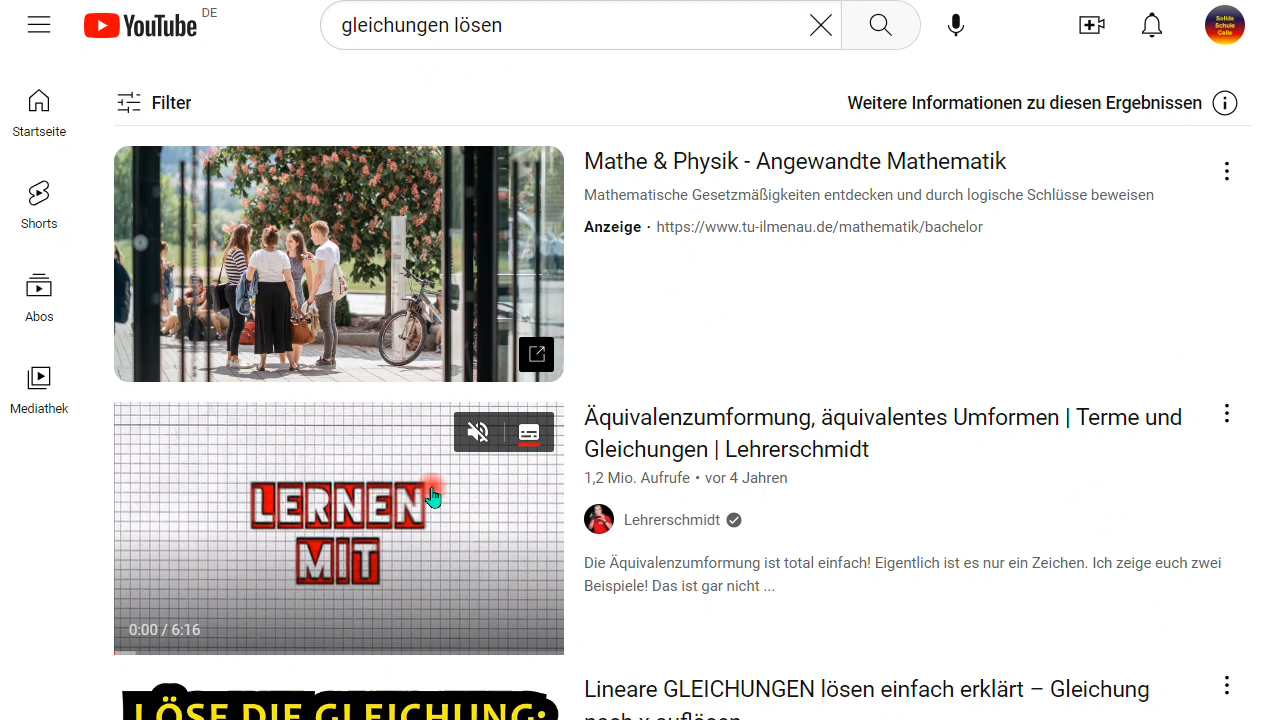 YouTube DE
gleichungen lösen
Solide
Schule
Celle
Startseite
Shorts
Abos
Mediathek
Filter
Weitere Informationen zu diesen Ergebnissen
Mathe & Physik - Angewandte Mathematik
Mathematische Gesetzmäßigkeiten entdecken und durch logische Schlüsse beweisen
Anzeige · https://www.tu-ilmenau.de/mathematik/bachelor
LERNEN
MIT
0:00 / 6:16
Äquivalenzumformung, äquivalentes Umformen | Terme und
Gleichungen | Lehrerschmidt
1,2 Mio. Aufrufe • vor 4 Jahren
Lehrerschmidt
Die Äquivalenzumformung ist total einfach! Eigentlich ist es nur ein Zeichen. Ich zeige euch zwei
Beispiele! Das ist gar nicht ...
LÖSE DIE GLEICHUNG:
Lineare GLEICHUNGEN lösen einfach erklärt – Gleichung
nach x auflösen